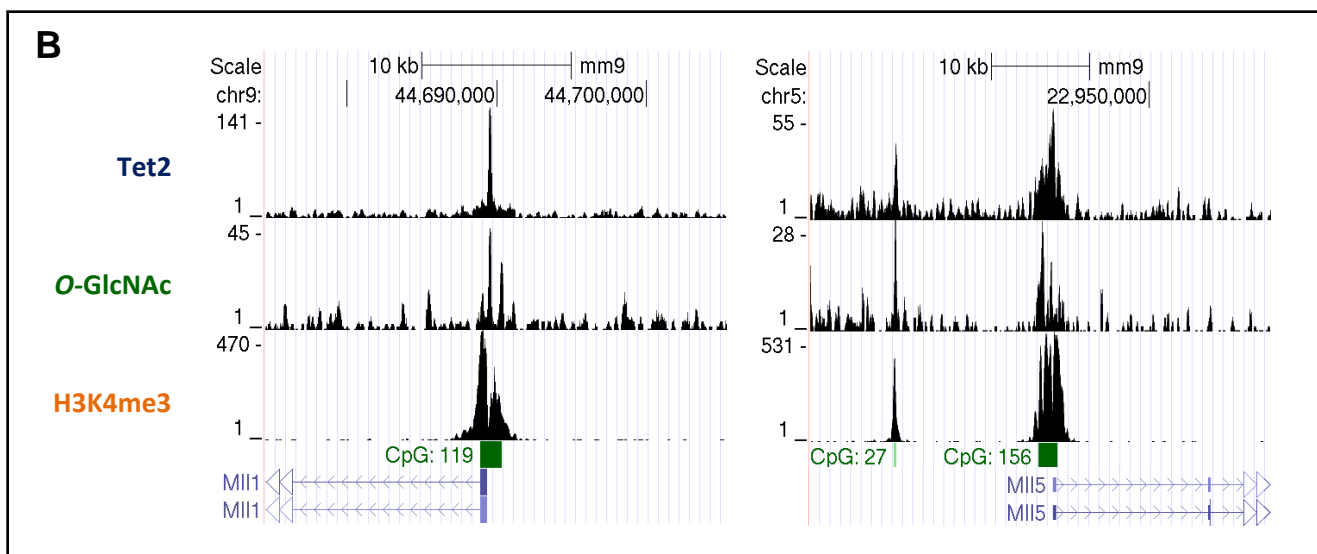 B
Scale 10 kb mm9
chr9: 44,690,000 44,700,000
141 -
Tet2
1
45 -
O-GlcNAc
1
470 -
H3K4me3
1
CpG: 119
Mll1
Mll1
Scale 10 kb mm9
chr5: 22,950,000
55 -
1
28 -
1
531 -
1
CpG: 27 CpG: 156
Mll5
Mll5